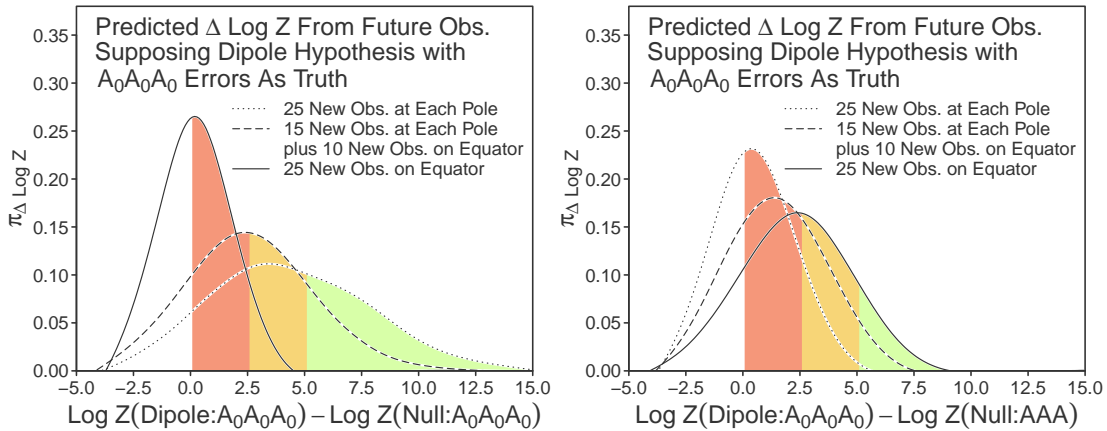 Predicted Δ Log Z From Future Obs.
Supposing Dipole Hypothesis with
A₀A₀A₀ Errors As Truth
25 New Obs. at Each Pole
15 New Obs. at Each Pole
plus 10 New Obs. on Equator
25 New Obs. on Equator
0.35
0.30
0.25
0.20
0.15
0.10
0.05
0.00
πΔ Log Z
−5.0 −2.5 0.0 2.5 5.0 7.5 10.0 12.5 15.0
Log Z(Dipole:A₀A₀A₀) − Log Z(Null:A₀A₀A₀)
Predicted Δ Log Z From Future Obs.
Supposing Dipole Hypothesis with
A₀A₀A₀ Errors As Truth
25 New Obs. at Each Pole
15 New Obs. at Each Pole
plus 10 New Obs. on Equator
25 New Obs. on Equator
0.35
0.30
0.25
0.20
0.15
0.10
0.05
0.00
πΔ Log Z
−5.0 −2.5 0.0 2.5 5.0 7.5 10.0 12.5 15.0
Log Z(Dipole:A₀A₀A₀) − Log Z(Null:AAA)